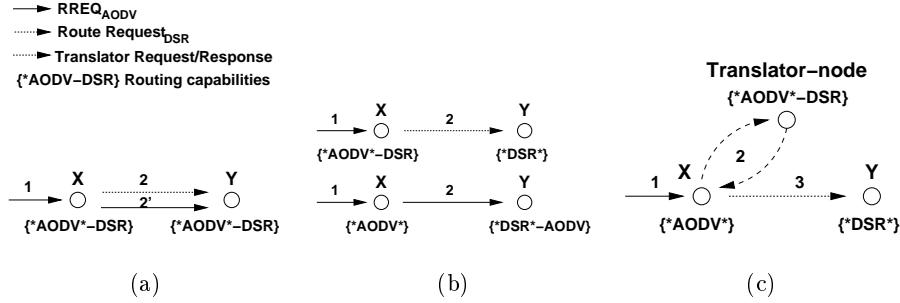 RREQAODV
Route RequestDSR
Translator Request/Response
{*AODV−DSR} Routing capabilities
1
X
2
2'
Y
{*AODV*−DSR}
{*AODV*−DSR}
(a)
1
X
2
Y
{*AODV*−DSR}
{*DSR*}
1
X
2
Y
{*AODV*}
{*DSR*−AODV}
(b)
Translator−node
{*AODV*−DSR}
2
1
X
3
Y
{*AODV*}
{*DSR*}
(c)